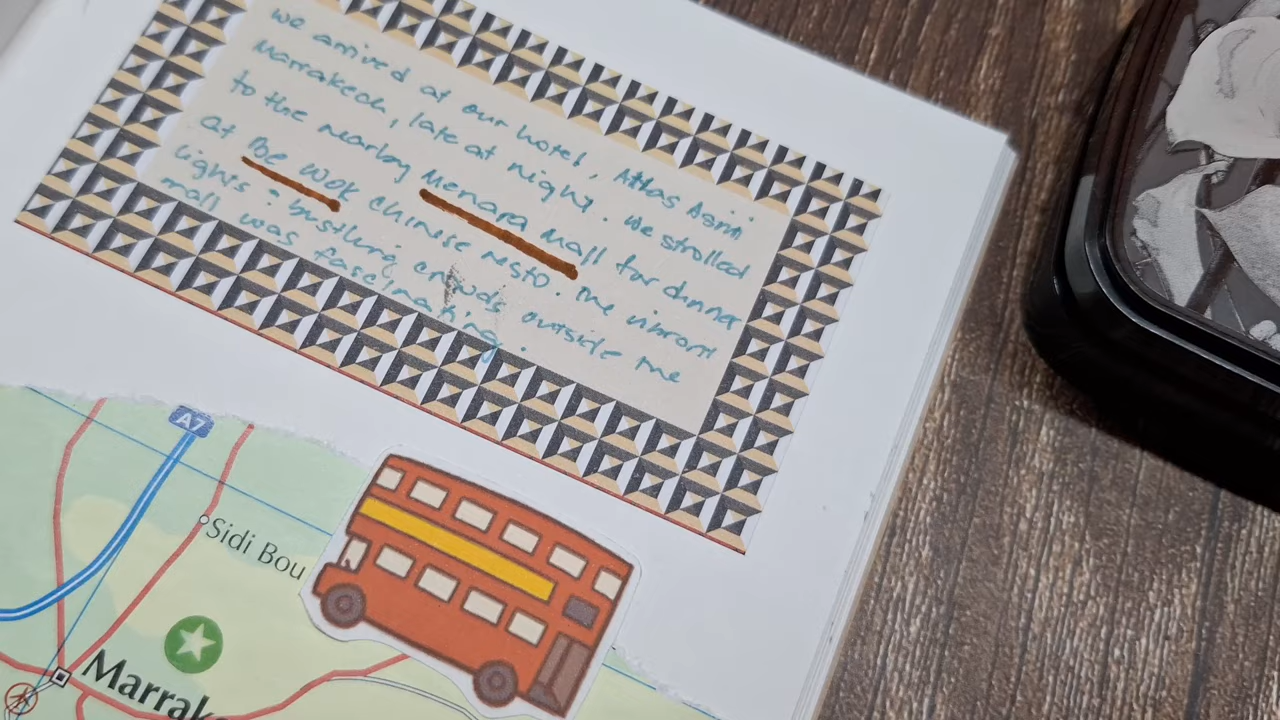 we arrived at our hotel, Atlas Asni
Marrakech, late at night. we strolled
to the nearby Menara Mall for dinner
at Be Wok chinese resto. The vibrant
lights & bustling crowds outside the
mall was fascinating.
A7
Sidi Bou
Marrak